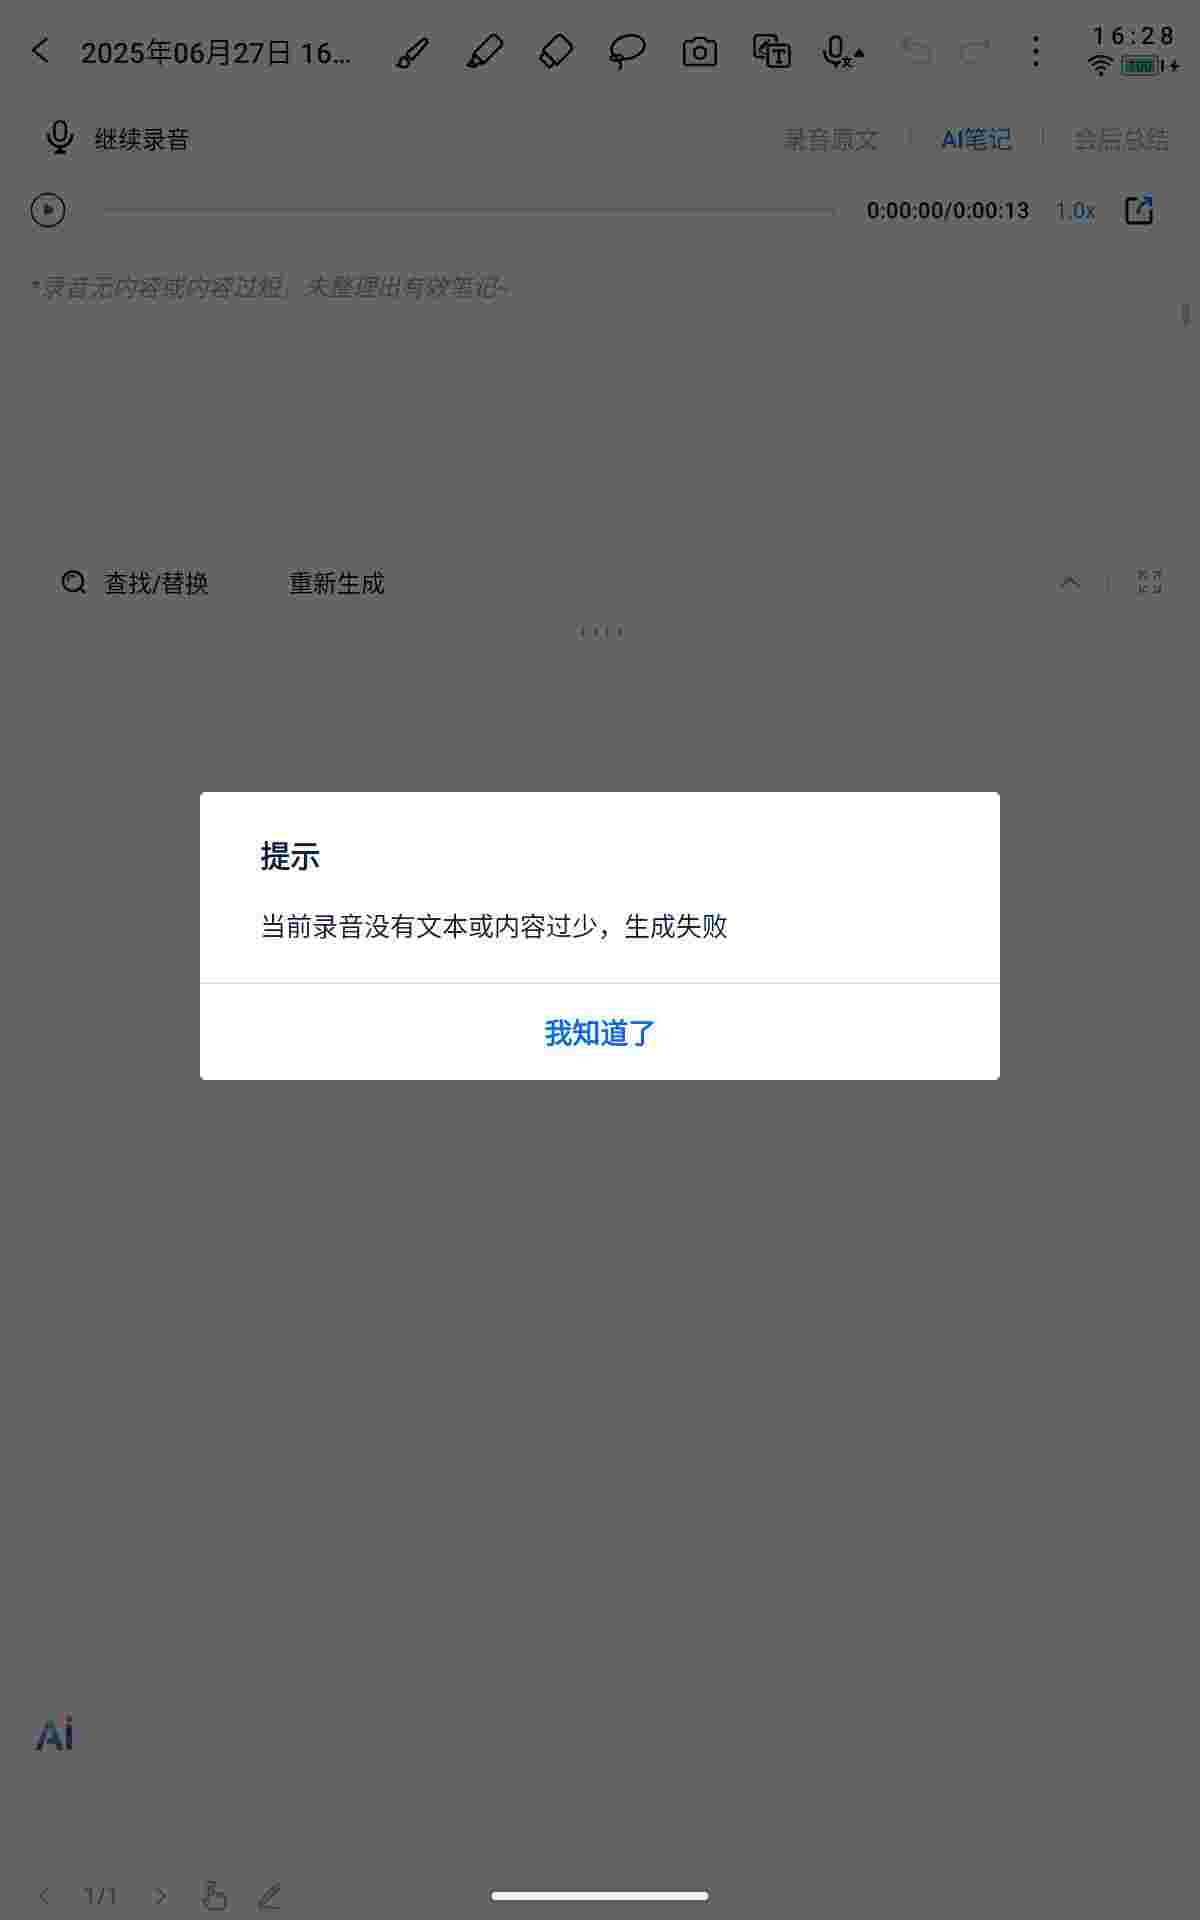 2025年06月27日 16...
16:28
100
继续录音
录音原文
AI笔记
会后总结
0:00:00/0:00:13
1.0x
*录音无内容或内容过短，未整理出有效笔记~
查找/替换
重新生成
提示
当前录音没有文本或内容过少，生成失败
我知道了
Ai
1/1